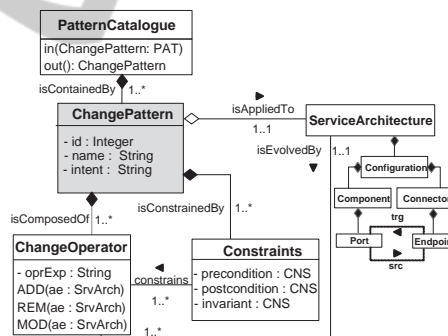 PatternCatalogue
in(ChangePattern: PAT)
out(): ChangePattern
isContainedBy 1..*
ChangePattern
- id : Integer
- name : String
- intent : String
isAppliedTo
1..1
ServiceArchitecture
isEvolvedBy 1..1
Configuration
Component
Connector
trg
Port
Endpoin
src
isComposedOf 1..*
isConstrainedBy 1..*
ChangeOperator
- oprExp : String
ADD(ae : SrvArch)
REM(ae : SrvArch)
MOD(ae : SrvArch)
constrains
1..*
Constraints
- precondition : CNS
- postcondition : CNS
- invariant : CNS
1..*